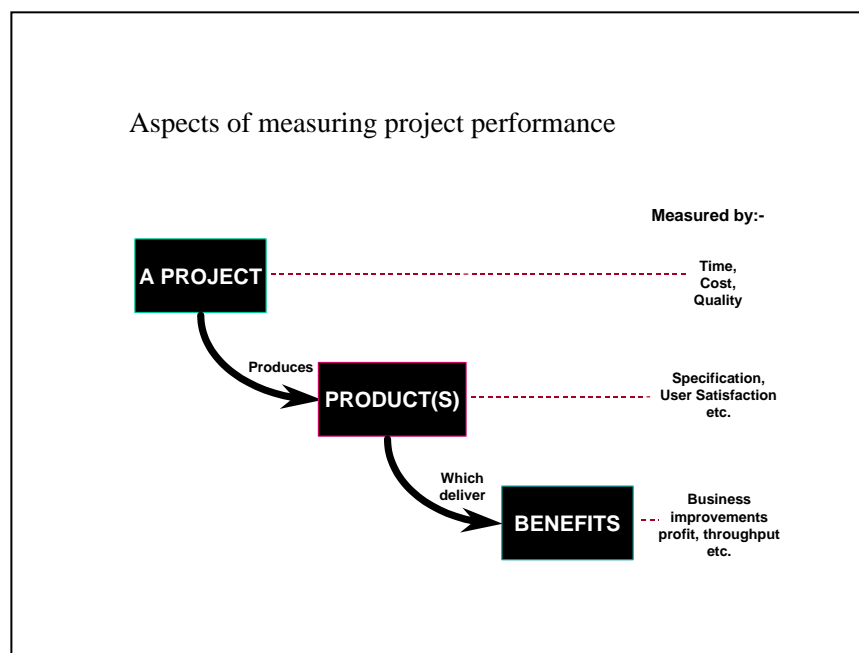 Aspects of measuring project performance
Measured by:-
A PROJECT
Time,
Cost,
Quality
Produces
PRODUCT(S)
Specification,
User Satisfaction
etc.
Which
deliver
BENEFITS
Business
improvements
profit, throughput
etc.